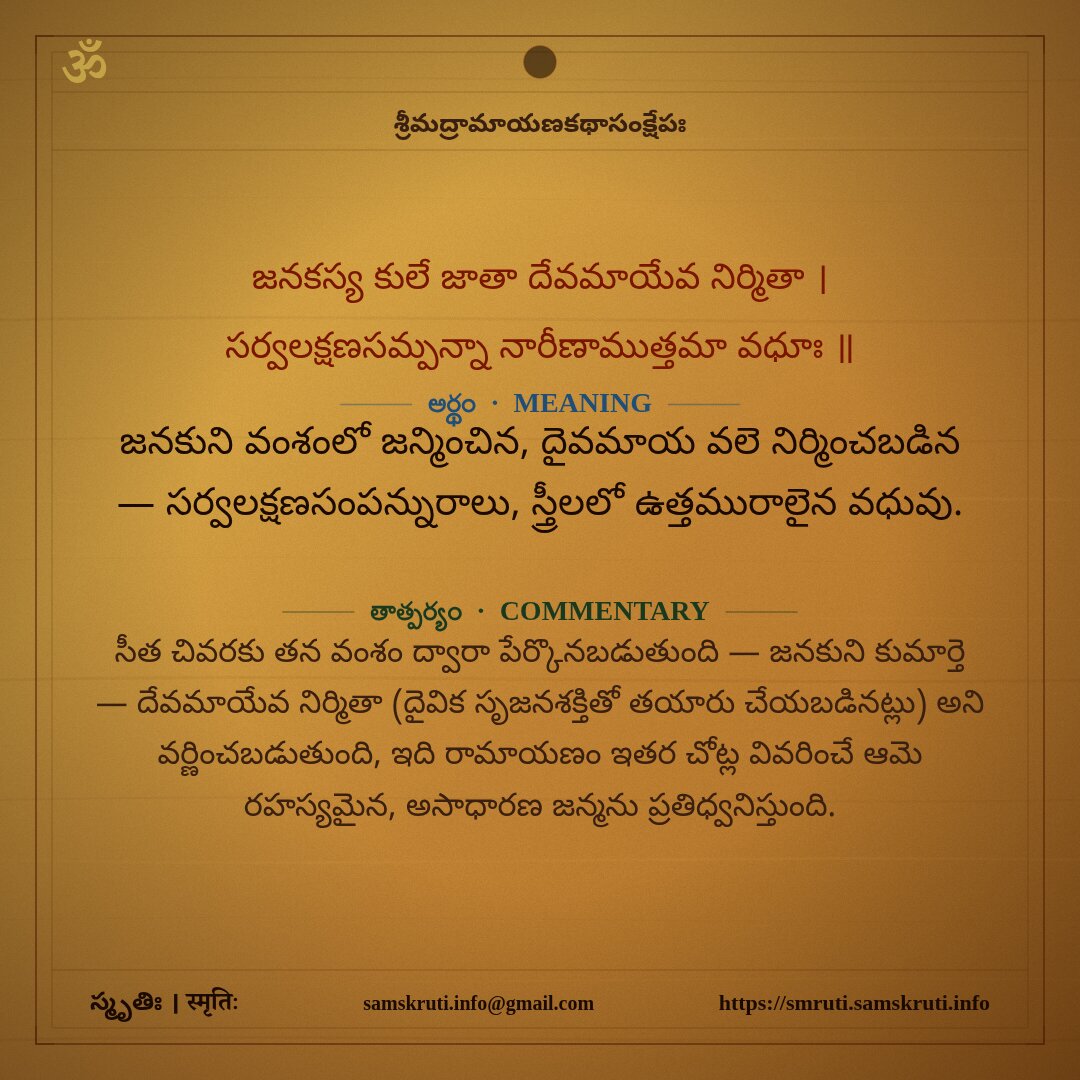 ॐ
శ్రీమద్రామాయణకథాసంక్షేపః
జనకస్య కులే జాతా దేవమాయేవ నిర్మితా |
సర్వలక్షణసమ్పన్నా నారీణాముత్తమా వధూః ‖
అర్థం · MEANING
జనకుని వంశంలో జన్మించిన, దైవమాయ వలె నిర్మించబడిన
— సర్వలక్షణసంపన్నురాలు, స్త్రీలలో ఉత్తమురాలైన వధువు.
తాత్పర్యం · COMMENTARY
సీత చివరకు తన వంశం ద్వారా పేర్కొనబడుతుంది — జనకుని కుమార్తె
— దేవమాయేవ నిర్మితా (దైవిక సృజనశక్తితో తయారు చేయబడినట్లు) అని
వర్ణించబడుతుంది, ఇది రామాయణం ఇతర చోట్ల వివరించే ఆమె
రహస్యమైన, అసాధారణ జన్మను ప్రతిధ్వనిస్తుంది.
స్మృతిః | स्मृतिः samskruti.info@gmail.com https://smruti.samskruti.info